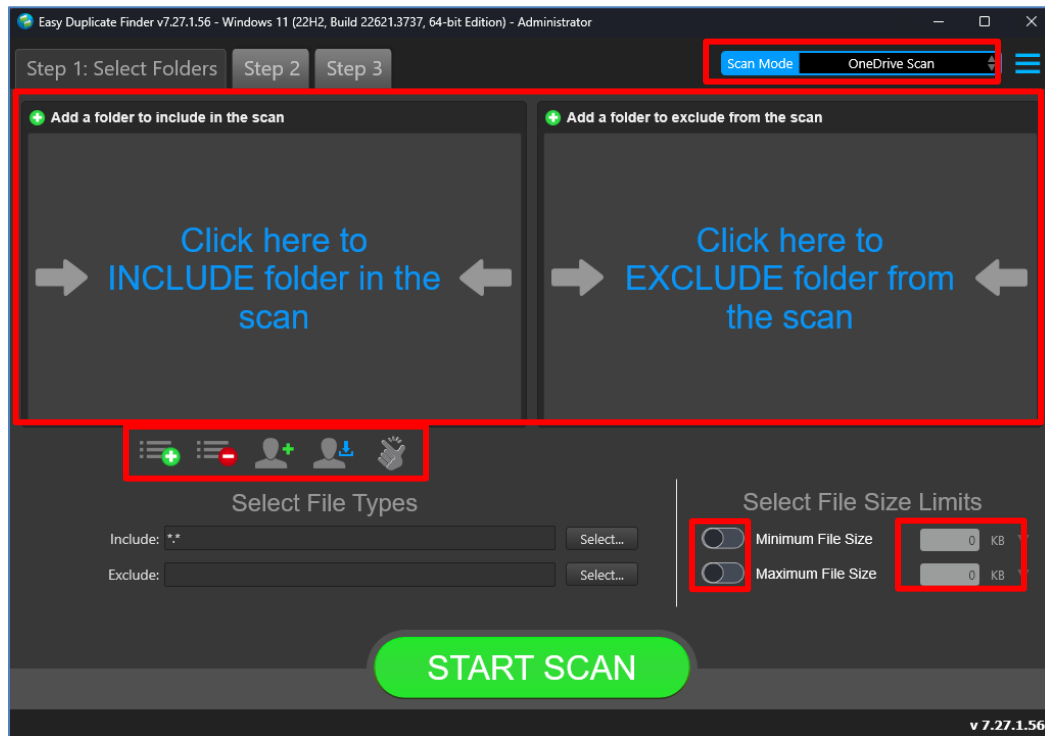 Easy Duplicate Finder v7.27.1.56 - Windows 11 (22H2, Build 22621.3737, 64-bit Edition) - Administrator
Step 1: Select Folders Step 2 Step 3
Scan Mode OneDrive Scan
Add a folder to include in the scan
Click here to
INCLUDE folder in the
scan
Add a folder to exclude from the scan
Click here to
EXCLUDE folder from
the scan
Select File Types
Include: *.* Select...
Exclude: Select...
Select File Size Limits
Minimum File Size 0 KB
Maximum File Size 0 KB
START SCAN
v 7.27.1.56